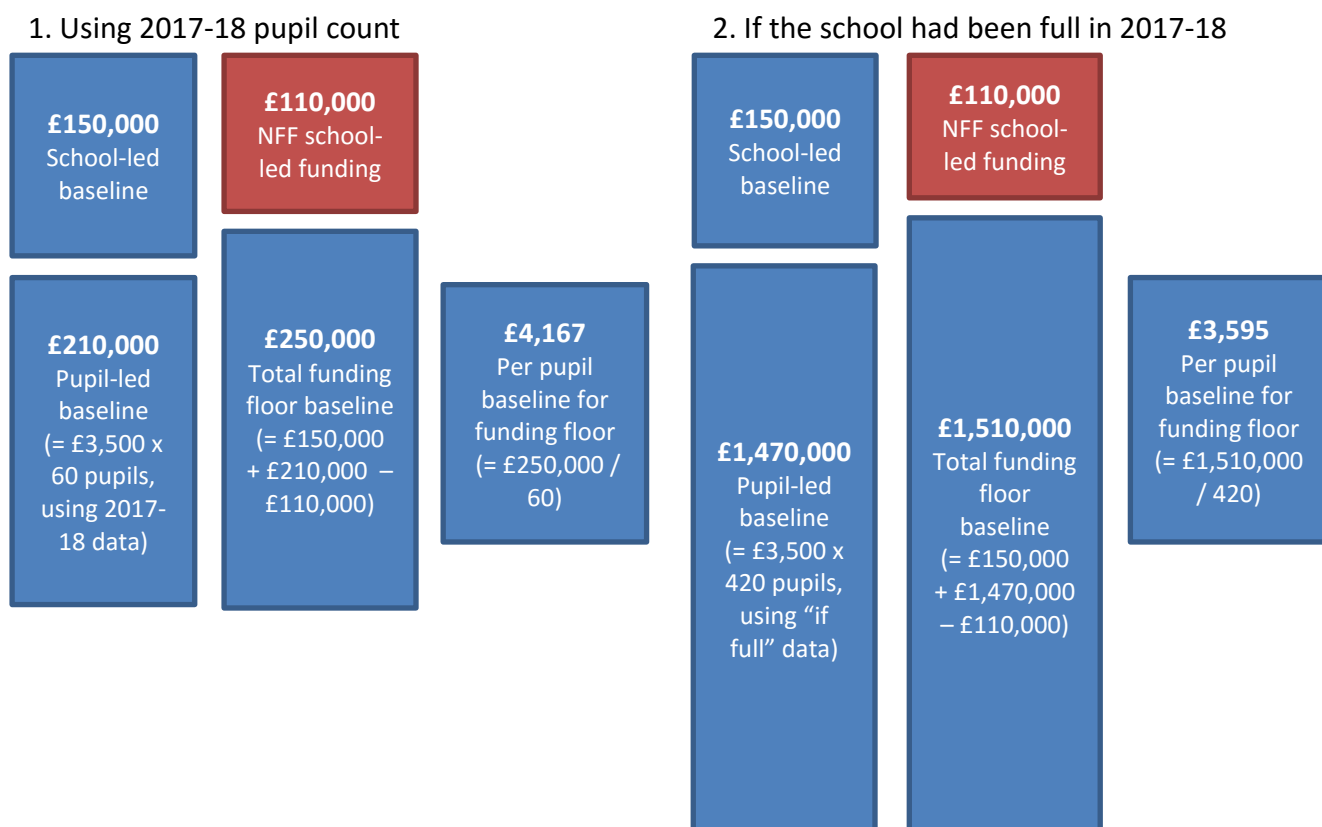 1. Using 2017-18 pupil count
£150,000
School-led
baseline
£110,000
NFF school-
led funding
£210,000
Pupil-led
baseline
(= £3,500 x
60 pupils,
using 2017-
18 data)
£250,000
Total funding
floor baseline
(= £150,000
+ £210,000 –
£110,000)
£4,167
Per pupil
baseline for
funding floor
(= £250,000 /
60)
2. If the school had been full in 2017-18
£150,000
School-led
baseline
£110,000
NFF school-
led funding
£1,470,000
Pupil-led
baseline
(= £3,500 x
420 pupils,
using “if
full” data)
£1,510,000
Total funding
floor
baseline
(= £150,000
+ £1,470,000
– £110,000)
£3,595
Per pupil
baseline for
funding floor
(= £1,510,000
/ 420)